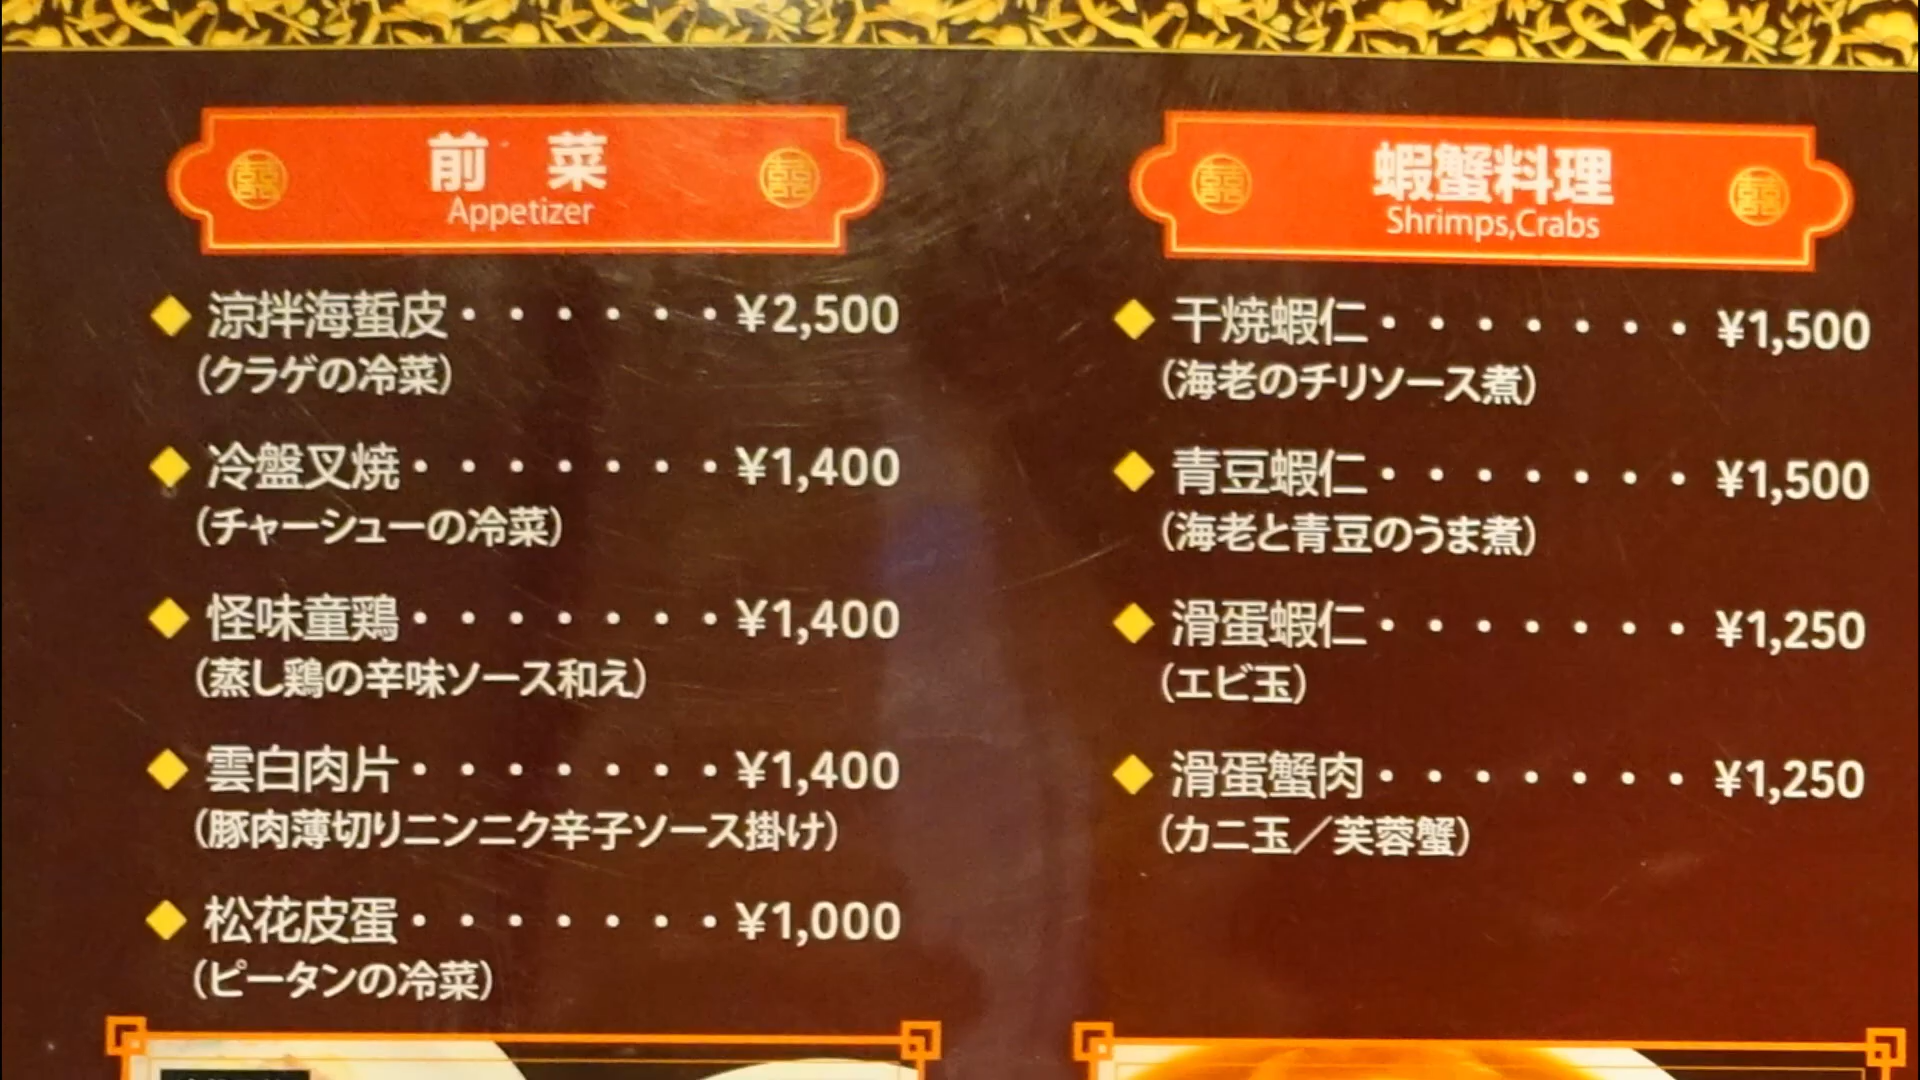 前 菜
Appetizer
涼拌海蜇皮・・・・・・¥2,500
(クラゲの冷菜)
冷盤叉焼・・・・・・・¥1,400
(チャーシューの冷菜)
怪味童鶏・・・・・・・¥1,400
(蒸し鶏の辛味ソース和え)
雲白肉片・・・・・・・¥1,400
(豚肉薄切りニンニク辛子ソース掛け)
松花皮蛋・・・・・・・¥1,000
(ピータンの冷菜)
蝦蟹料理
Shrimps,Crabs
干焼蝦仁・・・・・・・¥1,500
(海老のチリソース煮)
青豆蝦仁・・・・・・・¥1,500
(海老と青豆のうま煮)
滑蛋蝦仁・・・・・・・¥1,250
(エビ玉)
滑蛋蟹肉・・・・・・・¥1,250
(カニ玉／芙蓉蟹)